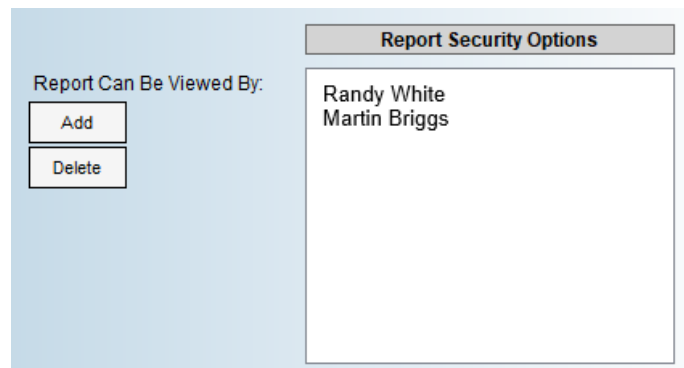 Report Security Options
Report Can Be Viewed By:
Add
Delete
Randy White
Martin Briggs